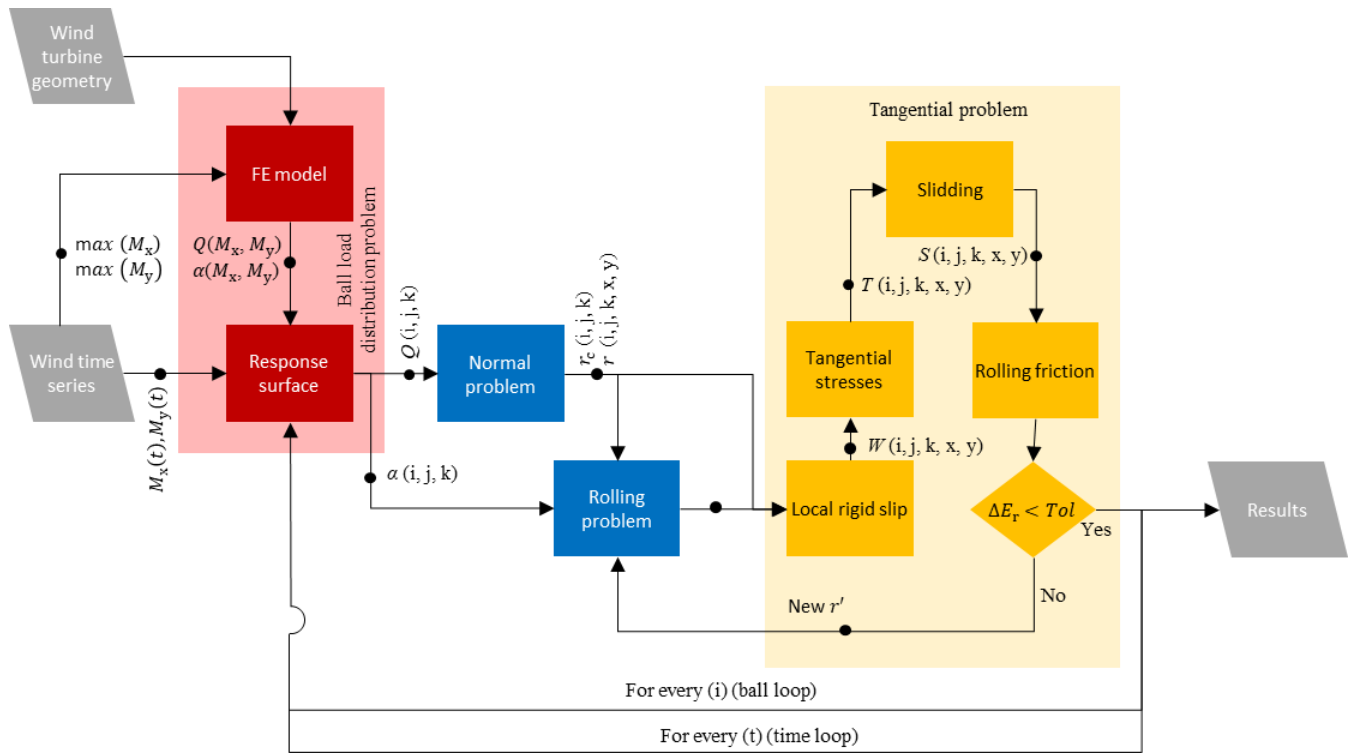 Wind
turbine
geometry
Tangential problem
FE model
Slidding
max (Mx)
max (My)
Q(Mx, My)
α(Mx, My)
Ball load
distribution problem
S(i, j, k, x, y)
T(i, j, k, x, y)
Wind time
series
Mx(t), My(t)
Response
surface
Q (i, j, k)
Normal
problem
rc (i, j, k)
r (i, j, k, x, y)
Tangential
stresses
Rolling friction
W(i, j, k, x, y)
α (i, j, k)
Rolling
problem
Local rigid slip
ΔEr < Tol
Yes
Results
No
New r′
For every (i) (ball loop)
For every (t) (time loop)